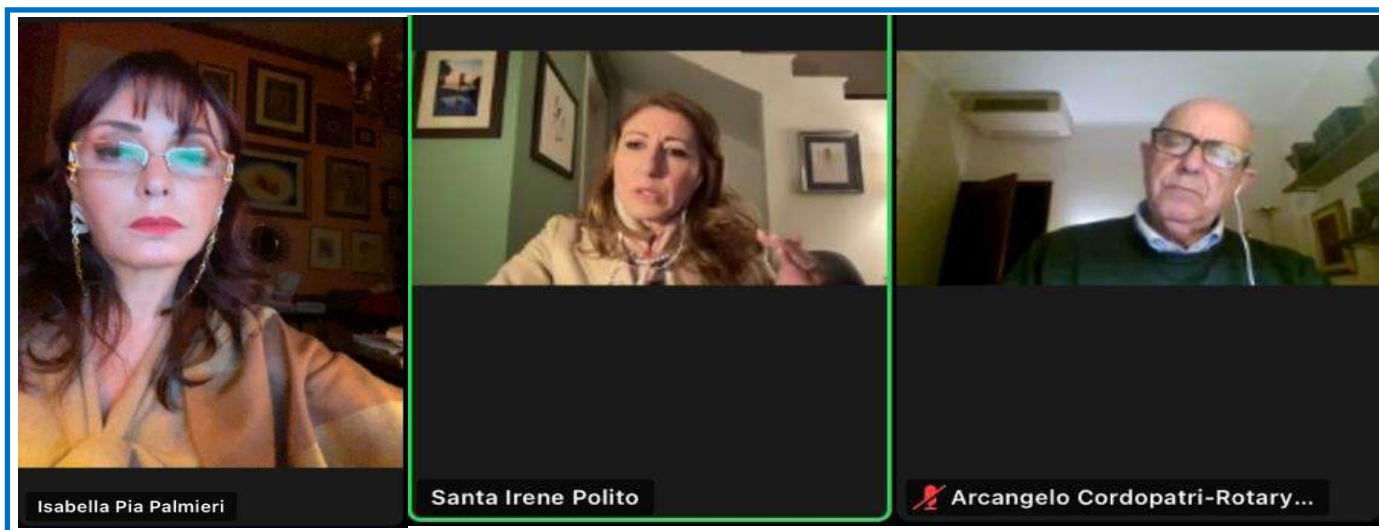 Isabella Pia Palmieri
Santa Irene Polito
Arcangelo Cordopatri-Rotary...